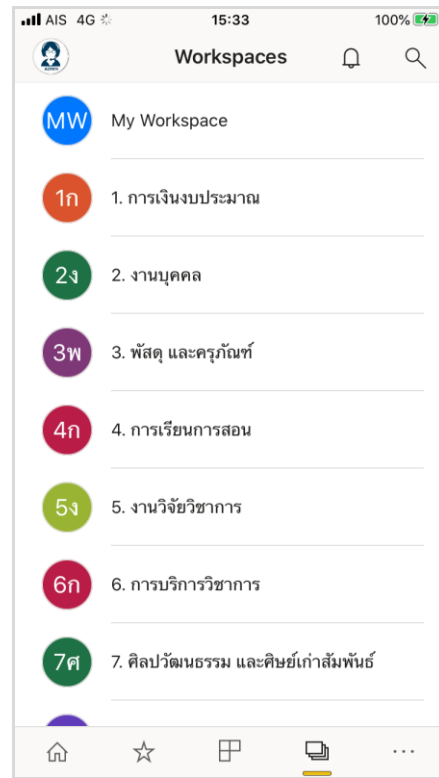 AIS 4G 15:33 100%
Workspaces
MW My Workspace
1ก 1. การเงินงบประมาณ
2ง 2. งานบุคคล
3พ 3. พัสดุ และครุภัณฑ์
4ก 4. การเรียนการสอน
5ง 5. งานวิจัยวิชาการ
6ก 6. การบริการวิชาการ
7ศ 7. ศิลปวัฒนธรรม และศิษย์เก่าสัมพันธ์